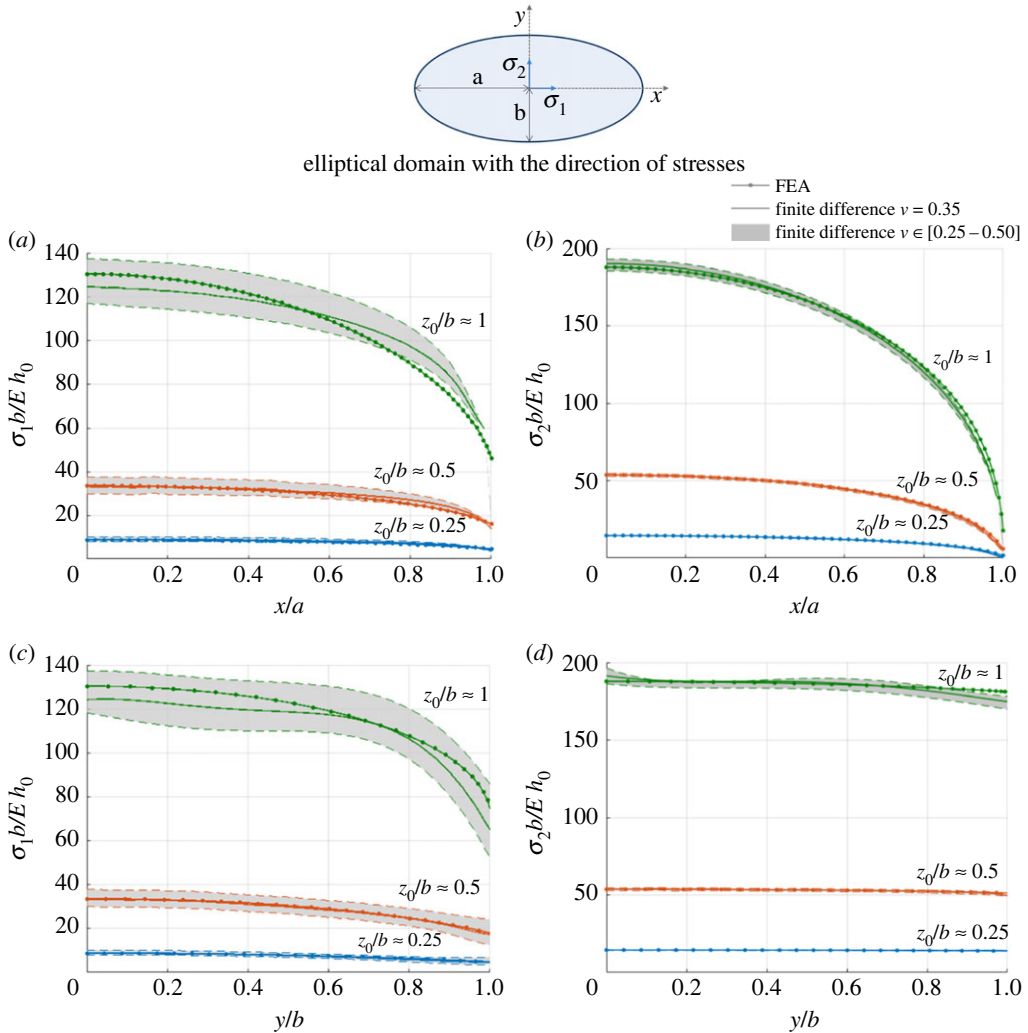 y
σ2
a
x
b
σ1
elliptical domain with the direction of stresses
FEA
finite difference v = 0.35
finite difference v ∈ [0.25 – 0.50]
(a)
140
120
100
80
60
40
20
0
0.2
0.4
0.6
0.8
1.0
σ1b/E h0
x/a
z0/b ≈ 1
z0/b ≈ 0.5
z0/b ≈ 0.25
(b)
200
150
100
50
0
0.2
0.4
0.6
0.8
1.0
σ2b/E h0
x/a
z0/b ≈ 1
z0/b ≈ 0.5
z0/b ≈ 0.25
(c)
140
120
100
80
60
40
20
0
0.2
0.4
0.6
0.8
1.0
σ1b/E h0
y/b
z0/b ≈ 1
z0/b ≈ 0.5
z0/b ≈ 0.25
(d)
200
150
100
50
0
0.2
0.4
0.6
0.8
1.0
σ2b/E h0
y/b
z0/b ≈ 1
z0/b ≈ 0.5
z0/b ≈ 0.25